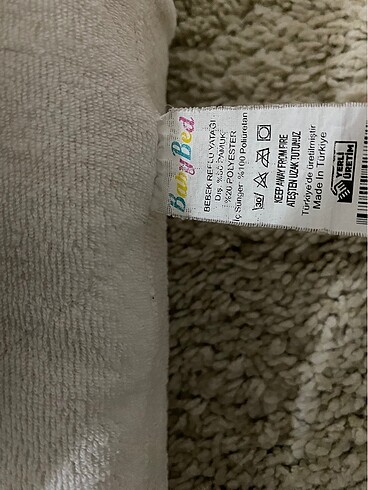 BabyBed
BEBEK REFLÜ YATAĞI
Dış. %80 PAMUK
%20 POLYESTER
İç Sünger %100 Poliüretan
30
KEEP AWAY FROM FIRE
ATEŞTEN UZAK TUTUNUZ
Türkiye'de üretilmiştir
Made In Türkiye
YERLİ
ÜRETİM